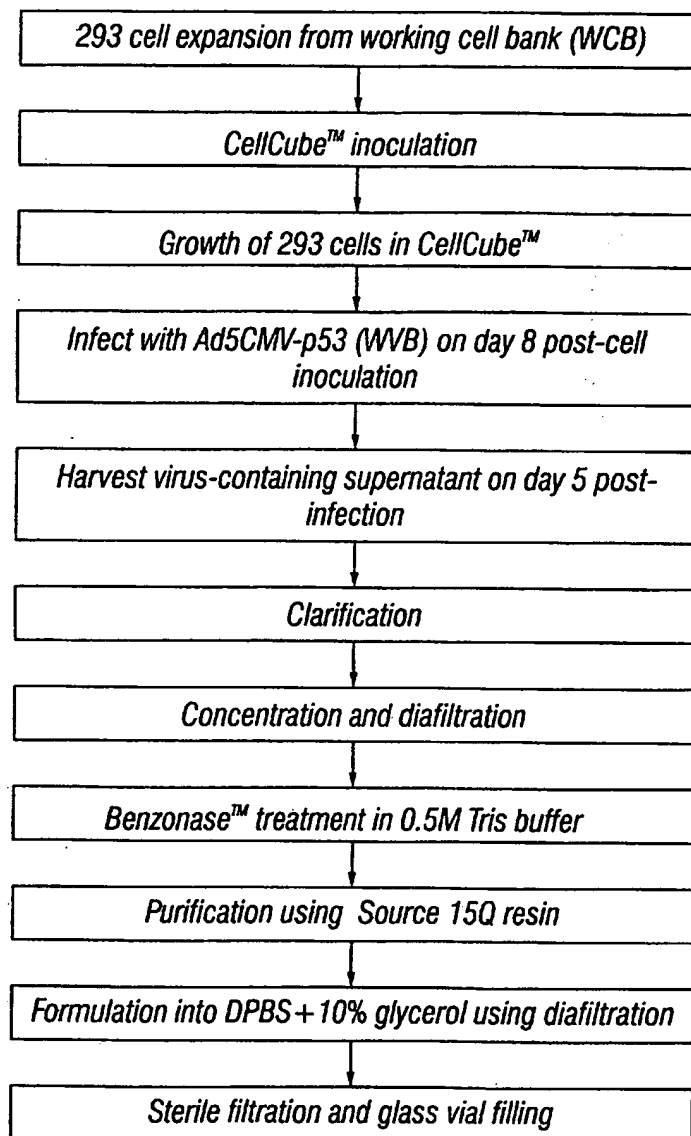 293 cell expansion from working cell bank (WCB)
CellCube™ inoculation
Growth of 293 cells in CellCube™
Infect with Ad5CMV-p53 (WVB) on day 8 post-cell
inoculation
Harvest virus-containing supernatant on day 5 post-
infection
Clarification
Concentration and diafiltration
Benzonase™ treatment in 0.5M Tris buffer
Purification using Source 15Q resin
Formulation into DPBS+10% glycerol using diafiltration
Sterile filtration and glass vial filling